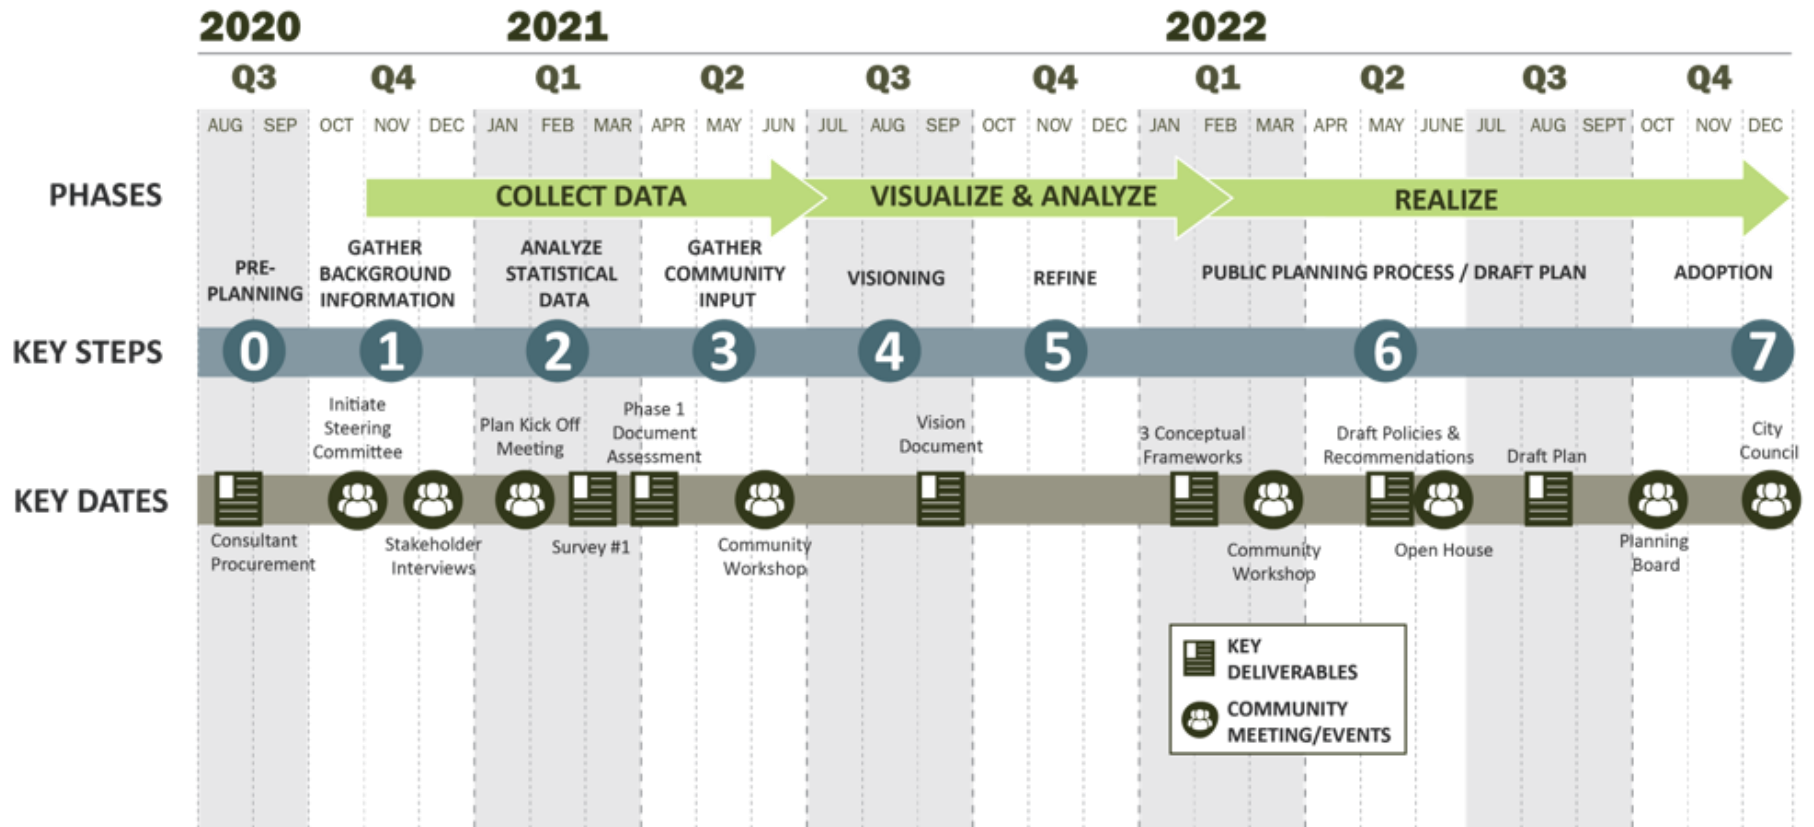 2020 2021 2022
Q3 Q4 Q1 Q2 Q3 Q4 Q1 Q2 Q3 Q4
AUG SEP OCT NOV DEC JAN FEB MAR APR MAY JUN JUL AUG SEP OCT NOV DEC JAN FEB MAR APR MAY JUNE JUL AUG SEPT OCT NOV DEC
PHASES
COLLECT DATA
VISUALIZE & ANALYZE
REALIZE
PRE-
PLANNING
GATHER
BACKGROUND
INFORMATION
ANALYZE
STATISTICAL
DATA
GATHER
COMMUNITY
INPUT
VISIONING
REFINE
PUBLIC PLANNING PROCESS / DRAFT PLAN
ADOPTION
KEY STEPS
0 1 2 3 4 5 6 7
Initiate
Steering
Committee
Plan Kick Off
Meeting
Phase 1
Document
Assessment
Vision
Document
3 Conceptual
Frameworks
Draft Policies &
Recommendations
Draft Plan
City
Council
KEY DATES
Consultant
Procurement
Stakeholder
Interviews
Survey #1
Community
Workshop
Community
Workshop
Open House
Planning
Board
KEY
DELIVERABLES
COMMUNITY
MEETING/EVENTS